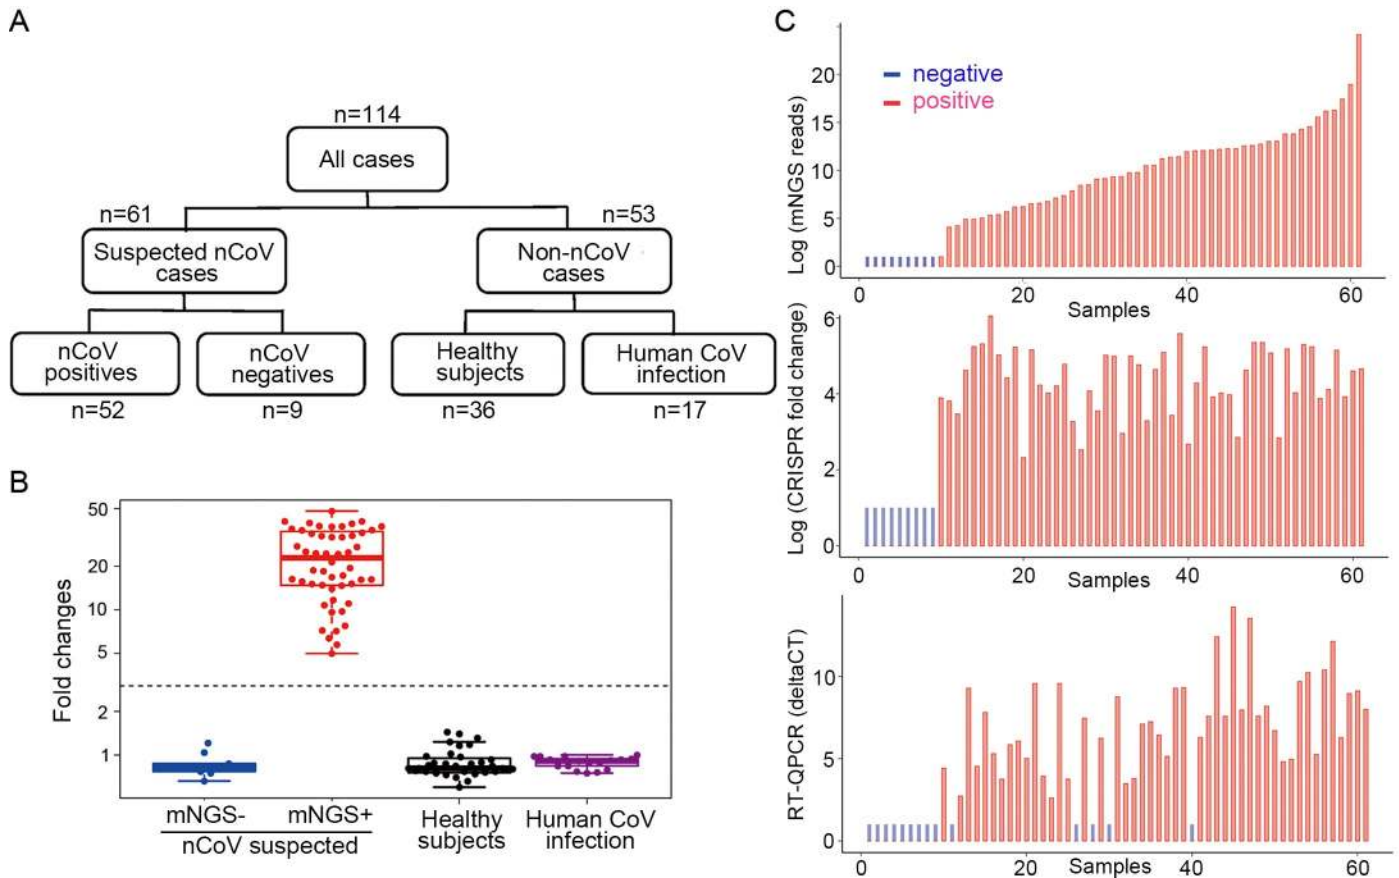 A
n=114
All cases
n=61
n=53
Suspected nCoV
cases
Non-nCoV
cases
nCoV
positives
nCoV
negatives
Healthy
subjects
Human CoV
infection
n=52
n=9
n=36
n=17
B
Fold changes
50
20
10
5
2
1
mNGS-
mNGS+
nCoV suspected
Healthy
subjects
Human CoV
infection
C
Log (mNGS reads)
20
15
10
5
0
negative
positive
0
20
40
60
Samples
Log (CRISPR fold change)
6
4
2
0
0
20
40
60
Samples
RT-QPCR (deltaCT)
10
5
0
0
20
40
60
Samples